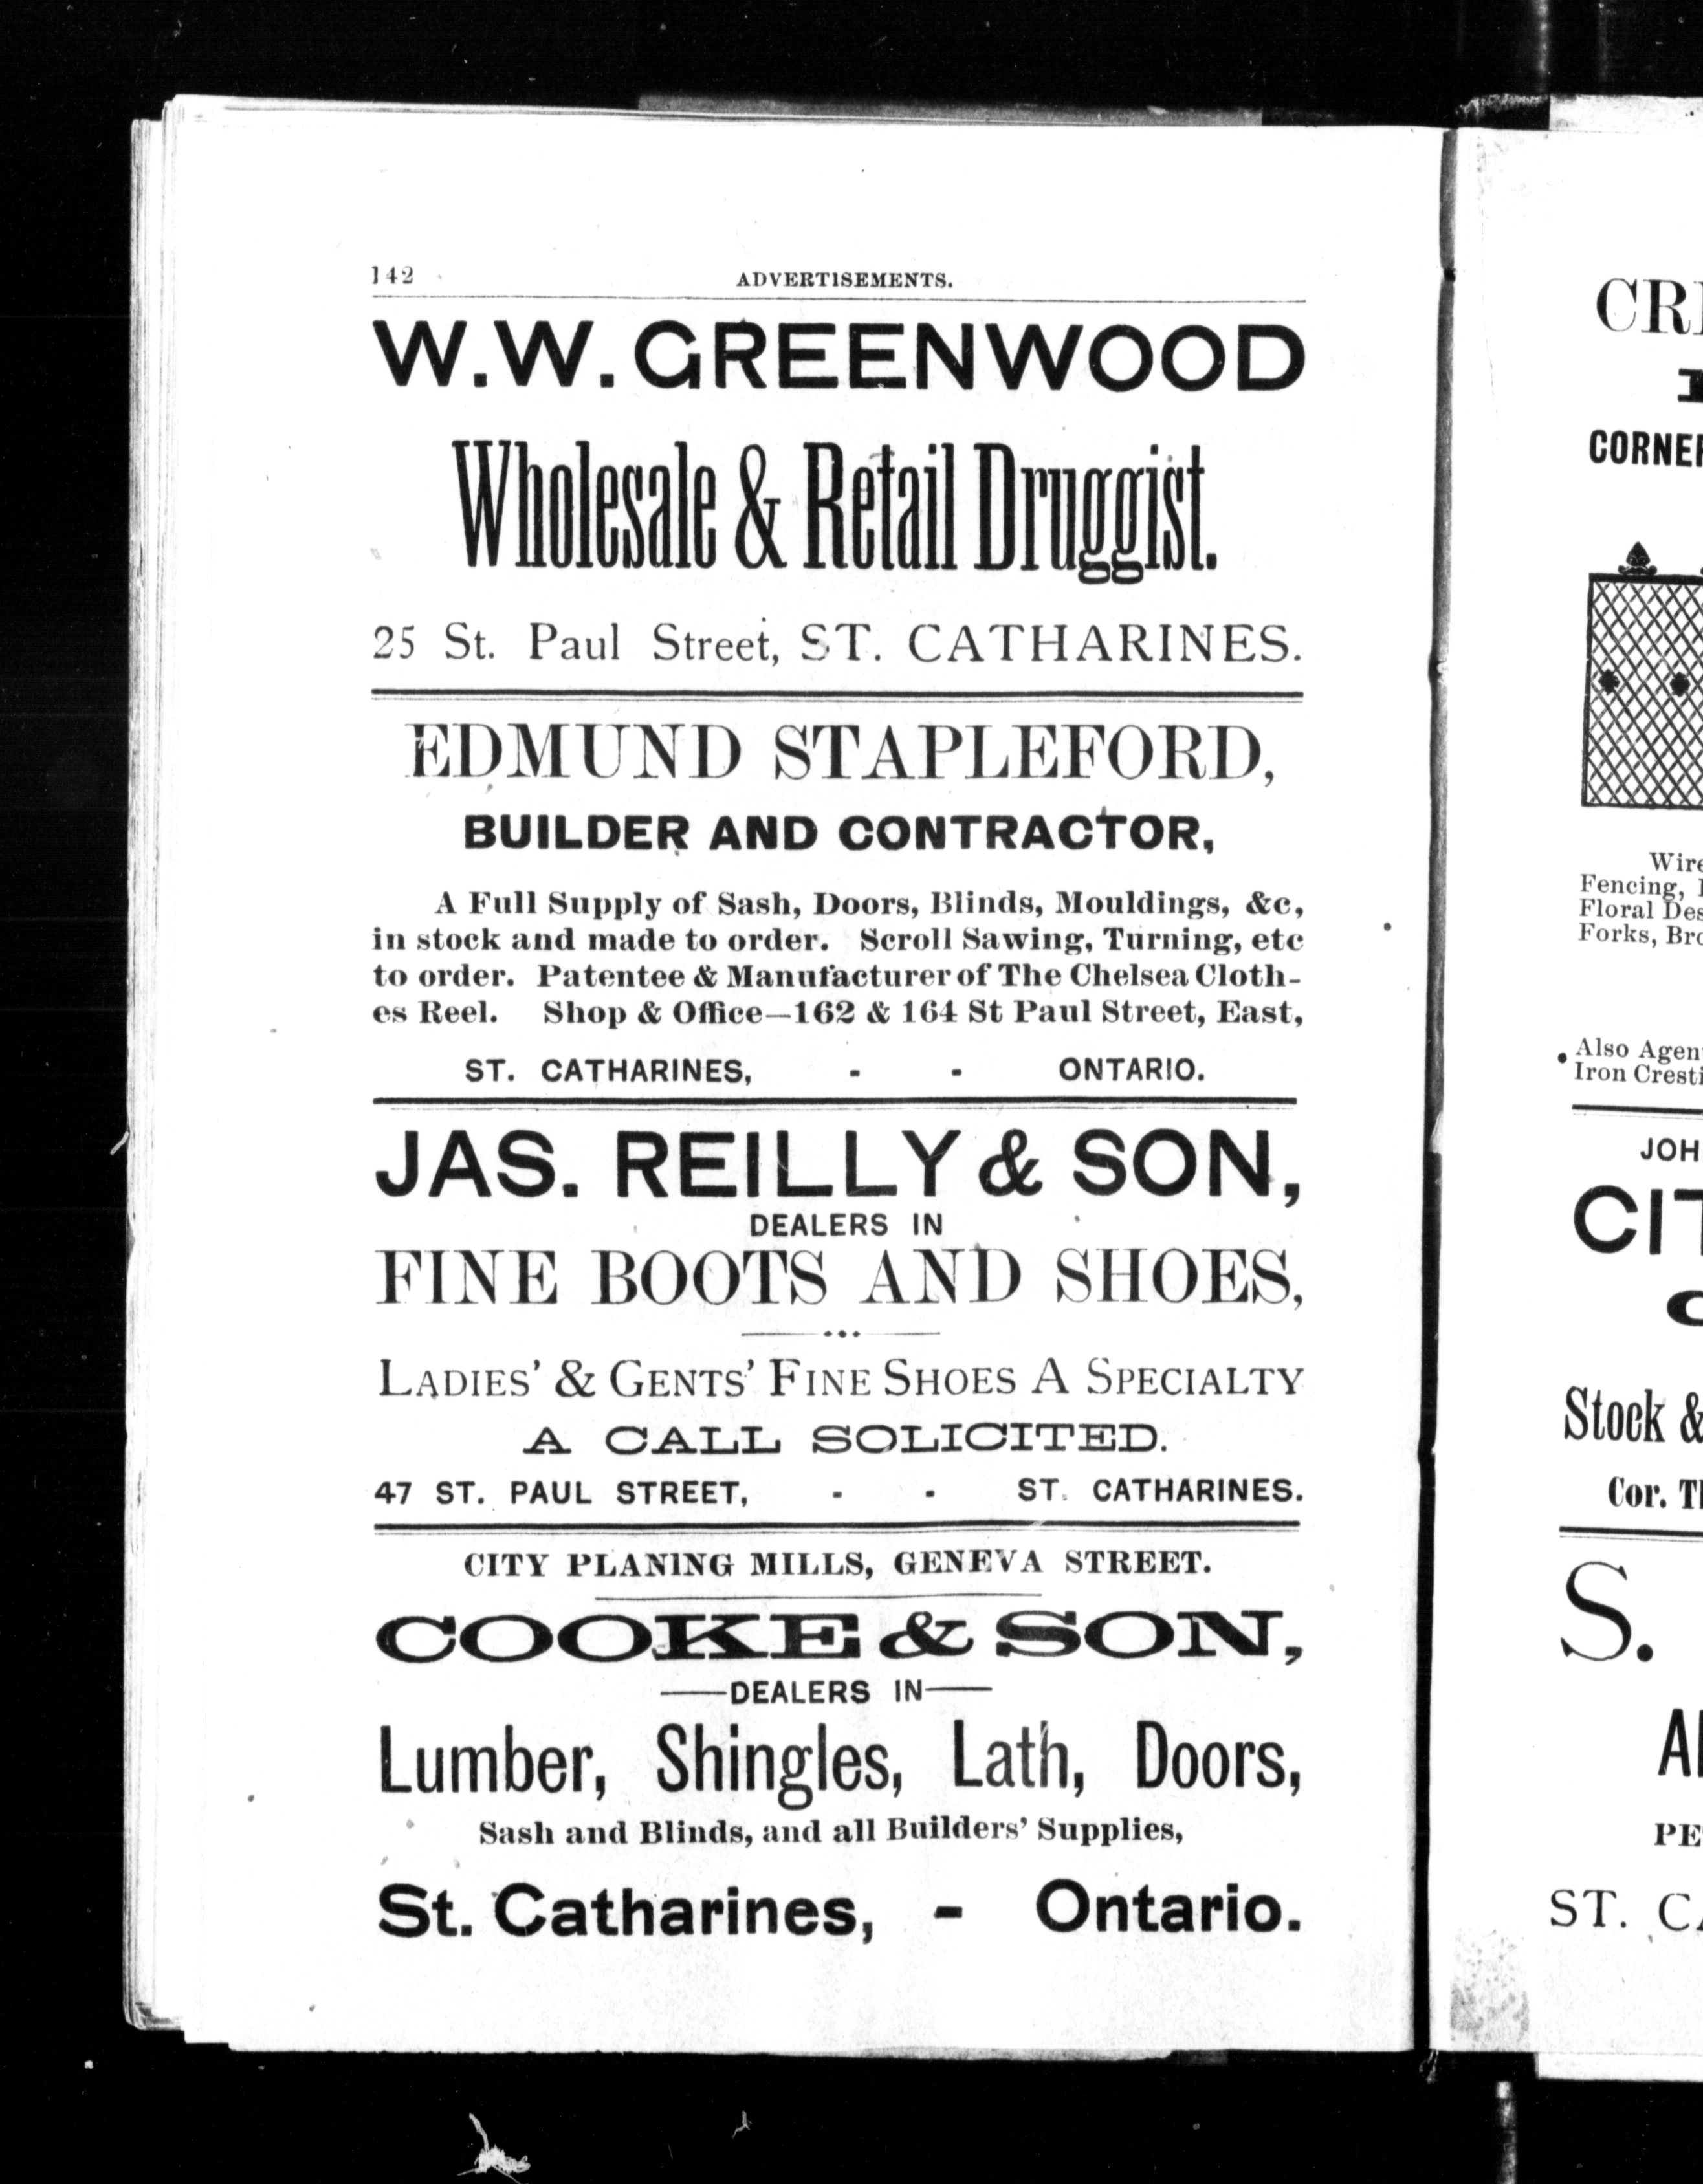 142 ADVERTISEMENTS.
W. W. GREENWOOD
Wholesale & Retail Druggist.
25 St. Paul Street, ST. CATHARINES.
EDMUND STAPLEFORD,
BUILDER AND CONTRACTOR,
A Full Supply of Sash, Doors, Blinds, Mouldings, &c,
in stock and made to order. Scroll Sawing, Turning, etc
to order. Patentee & Manufacturer of The Chelsea Cloth-
es Reel. Shop & Office—162 & 164 St Paul Street, East,
ST. CATHARINES, - - ONTARIO.
JAS. REILLY & SON,
DEALERS IN
FINE BOOTS AND SHOES,
LADIES' & GENTS' FINE SHOES A SPECIALTY
A CALL SOLICITED.
47 ST. PAUL STREET, - - ST. CATHARINES.
CITY PLANING MILLS, GENEVA STREET.
COOKE & SON,
—DEALERS IN—
Lumber, Shingles, Lath, Doors,
Sash and Blinds, and all Builders' Supplies,
St. Catharines, - Ontario.
Fencing,
Floral
Forks,
Also
Iron
Stock &
Cor.
S.
ST.